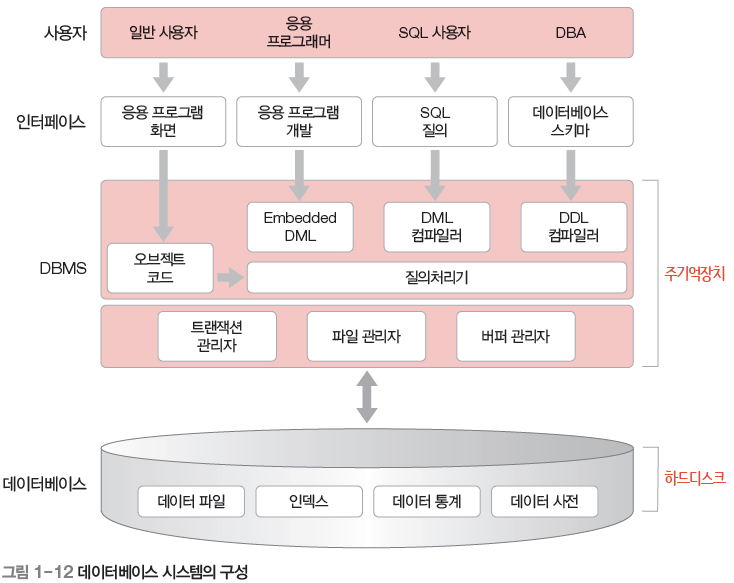 사용자
일반 사용자
응용
프로그래머
SQL 사용자
DBA
인터페이스
응용 프로그램
화면
응용 프로그램
개발
SQL
질의
데이터베이스
스키마
DBMS
Embedded
DML
DML
컴파일러
DDL
컴파일러
오브젝트
코드
질의처리기
주기억장치
트랜잭션
관리자
파일 관리자
버퍼 관리자
데이터베이스
데이터 파일
인덱스
데이터 통계
데이터 사전
하드디스크
그림 1-12 데이터베이스 시스템의 구성